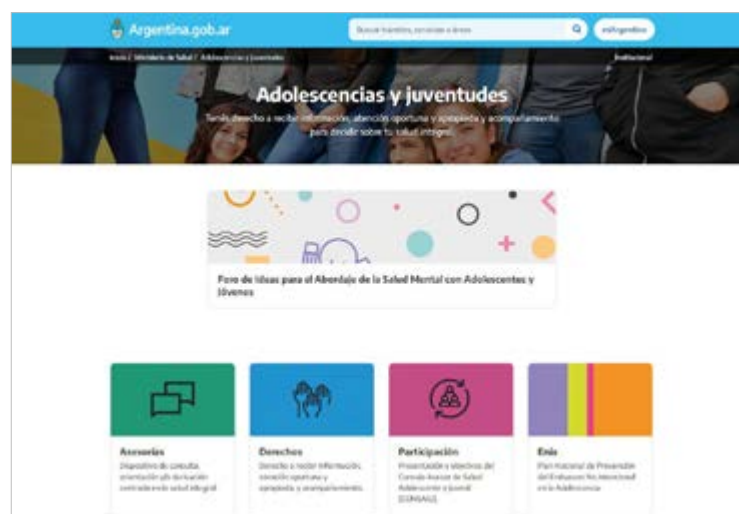 Argentina.gob.ar
Buscar trámites, servicios o áreas
miArgentina
Inicio / Ministerio de Salud / Adolescencias y Juventudes
Institucional
Adolescencias y juventudes
Tenés derecho a recibir información, atención oportuna y apropiada y acompañamiento
para decidir sobre tu salud integral.
Foro de Ideas para el Abordaje de la Salud Mental con Adolescentes y
Jóvenes
Asesorías
Dispositivo de consulta,
orientación y/o derivación
centrado en la salud integral
Derechos
Derecho a recibir información,
atención oportuna y
apropiada, y acompañamiento.
Participación
Presentación y objetivos del
Consejo Asesor de Salud
Adolescente y Juvenil
(CONSAJU).
Enia
Plan Nacional de Prevención
del Embarazo No Intencional
en la Adolescencia